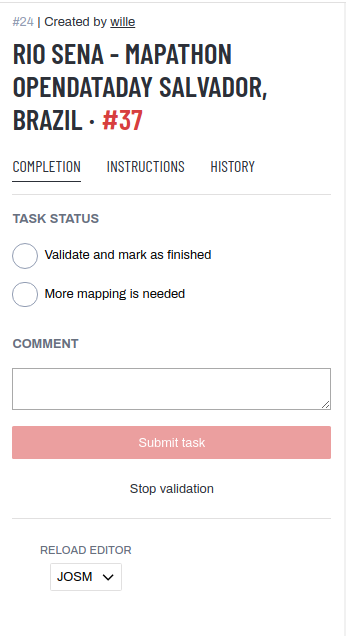 #24 | Created by wille
RIO SENA - MAPATHON
OPENDATADAY SALVADOR,
BRAZIL · #37
COMPLETION INSTRUCTIONS HISTORY
TASK STATUS
Validate and mark as finished
More mapping is needed
COMMENT
Submit task
Stop validation
RELOAD EDITOR
JOSM